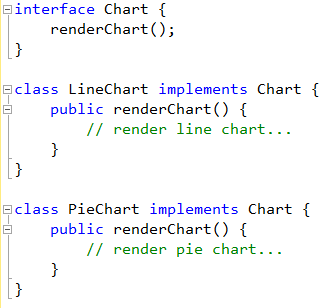 interface Chart {
    renderChart();
}

class LineChart implements Chart {
    public renderChart() {
        // render line chart...
    }
}

class PieChart implements Chart {
    public renderChart() {
        // render pie chart...
    }
}